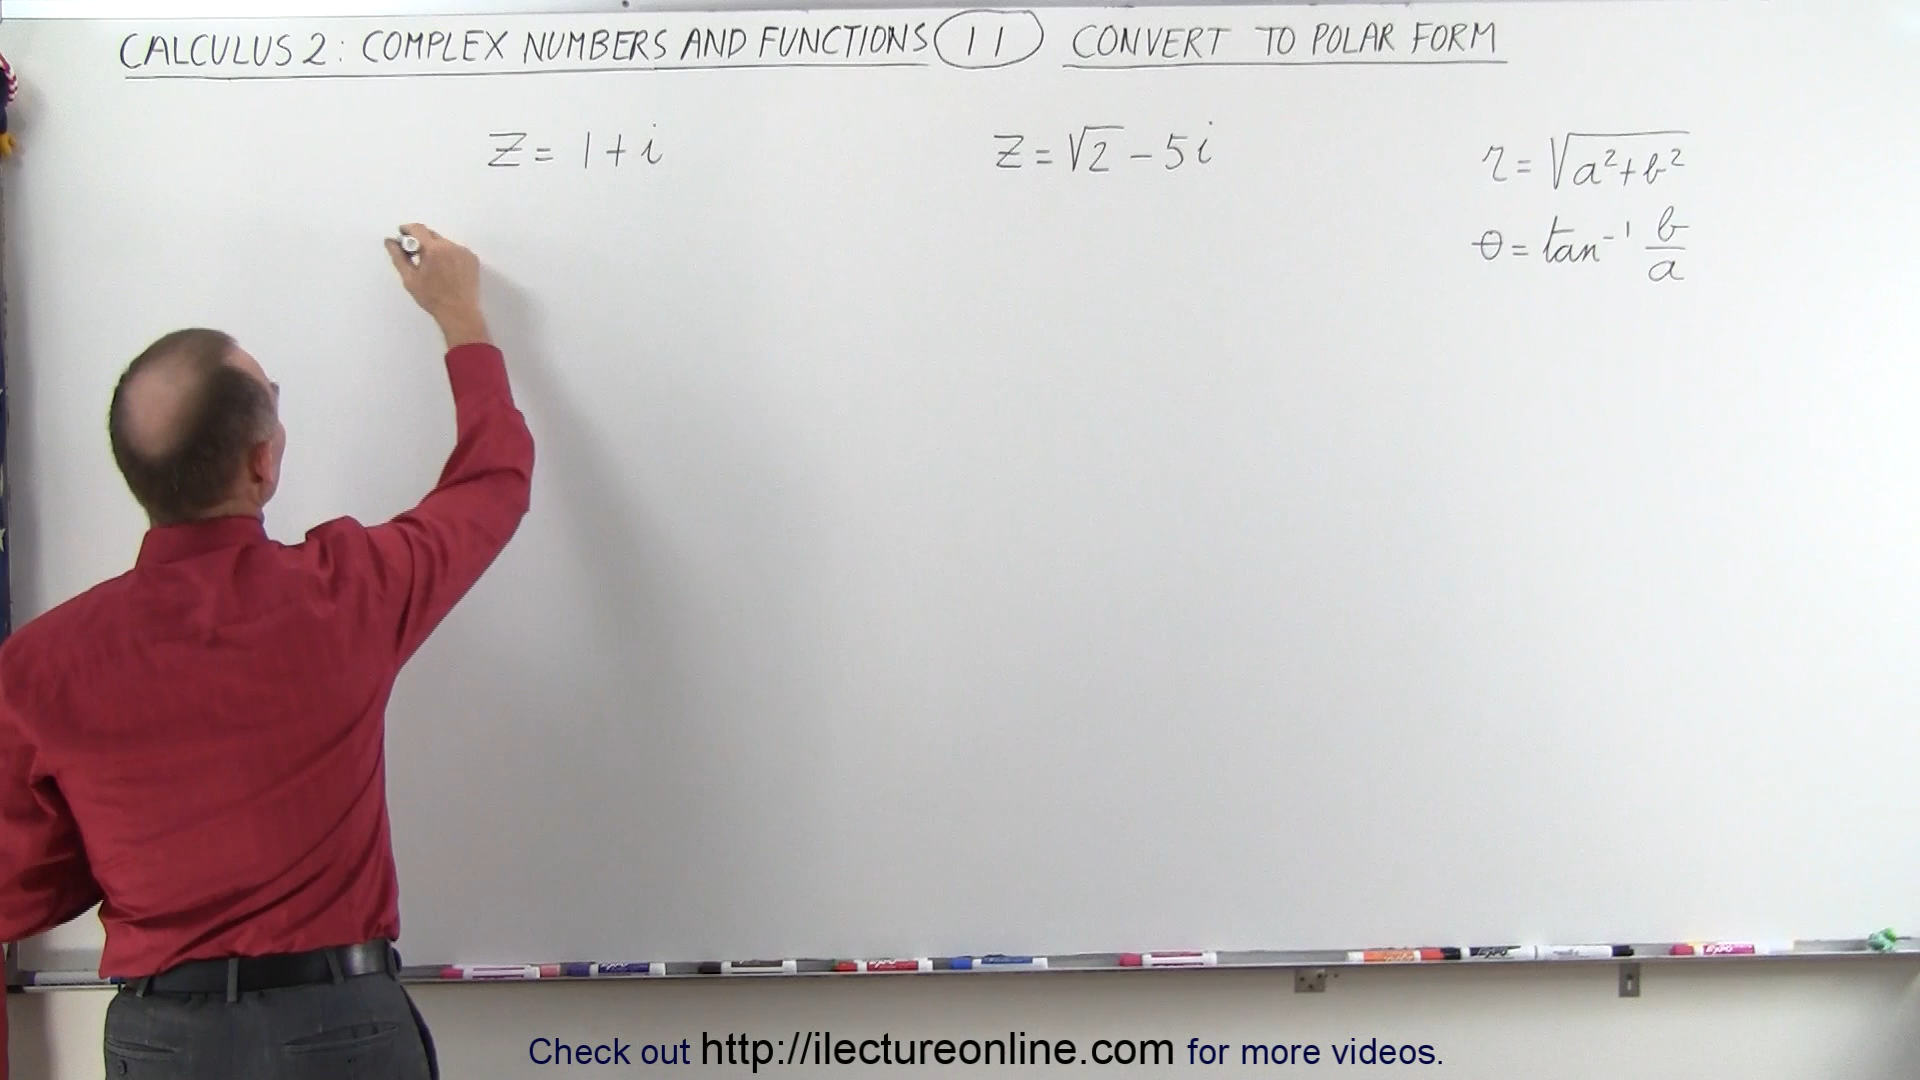 CALCULUS 2: COMPLEX NUMBERS AND FUNCTIONS 11 CONVERT TO POLAR FORM
Z = 1 + i
Z = √2 - 5i
r = √a²+b²
θ = tan⁻¹ b/a
Check out http://ilectureonline.com for more videos.